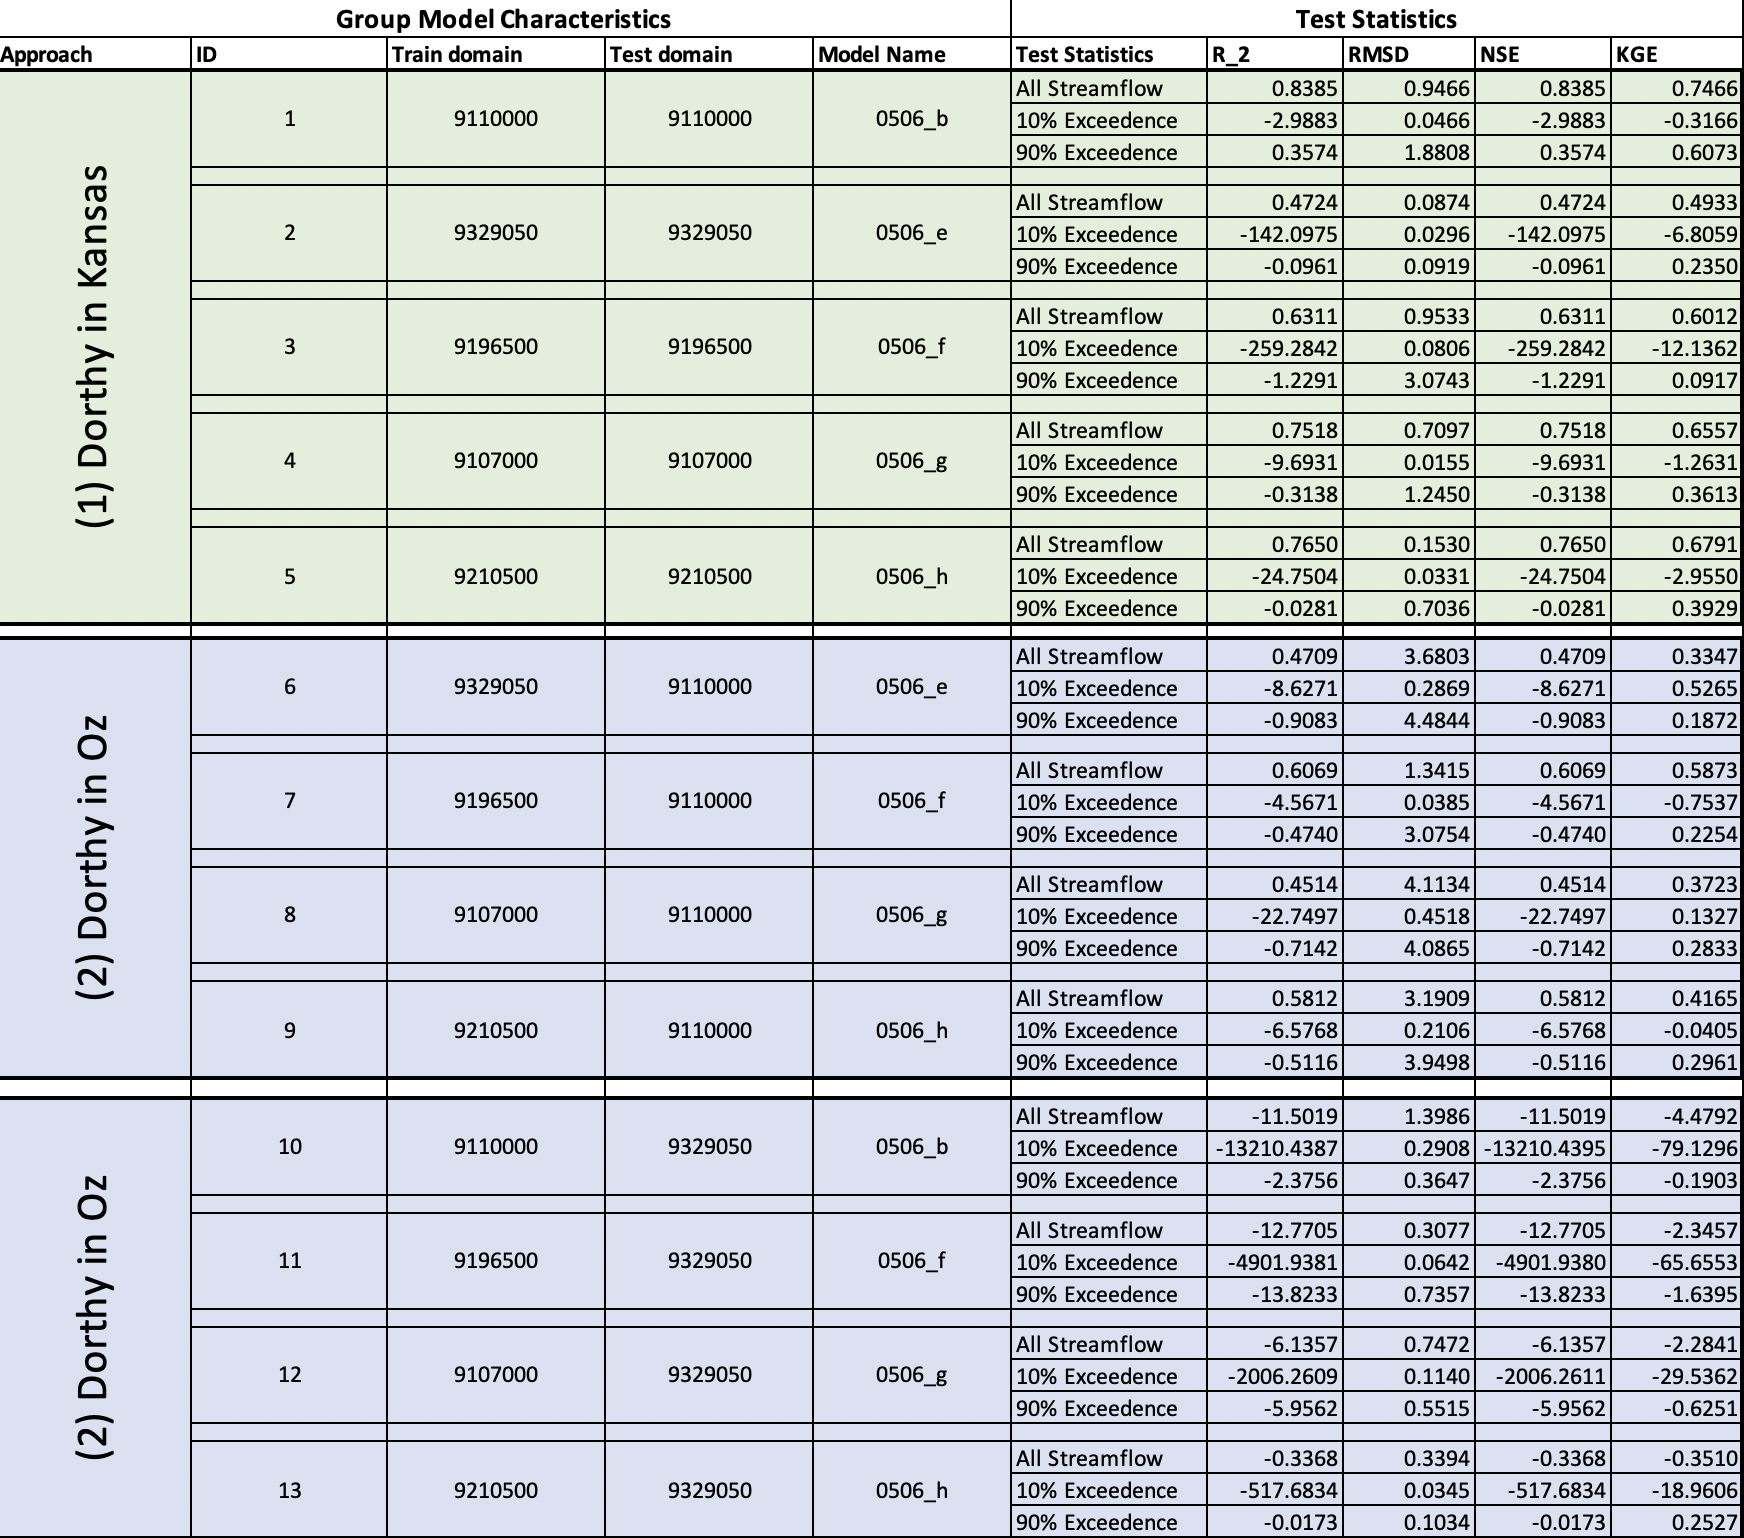 Group Model Characteristics Test Statistics
Approach ID Train domain Test domain Model Name Test Statistics R_2 RMSD NSE KGE
(1) Dorthy in Kansas
1 9110000 9110000 0506_b
All Streamflow 0.8385 0.9466 0.8385 0.7466
10% Exceedence -2.9883 0.0466 -2.9883 -0.3166
90% Exceedence 0.3574 1.8808 0.3574 0.6073
2 9329050 9329050 0506_e
All Streamflow 0.4724 0.0874 0.4724 0.4933
10% Exceedence -142.0975 0.0296 -142.0975 -6.8059
90% Exceedence -0.0961 0.0919 -0.0961 0.2350
3 9196500 9196500 0506_f
All Streamflow 0.6311 0.9533 0.6311 0.6012
10% Exceedence -259.2842 0.0806 -259.2842 -12.1362
90% Exceedence -1.2291 3.0743 -1.2291 0.0917
4 9107000 9107000 0506_g
All Streamflow 0.7518 0.7097 0.7518 0.6557
10% Exceedence -9.6931 0.0155 -9.6931 -1.2631
90% Exceedence -0.3138 1.2450 -0.3138 0.3613
5 9210500 9210500 0506_h
All Streamflow 0.7650 0.1530 0.7650 0.6791
10% Exceedence -24.7504 0.0331 -24.7504 -2.9550
90% Exceedence -0.0281 0.7036 -0.0281 0.3929
(2) Dorthy in Oz
6 9329050 9110000 0506_e
All Streamflow 0.4709 3.6803 0.4709 0.3347
10% Exceedence -8.6271 0.2869 -8.6271 0.5265
90% Exceedence -0.9083 4.4844 -0.9083 0.1872
7 9196500 9110000 0506_f
All Streamflow 0.6069 1.3415 0.6069 0.5873
10% Exceedence -4.5671 0.0385 -4.5671 -0.7537
90% Exceedence -0.4740 3.0754 -0.4740 0.2254
8 9107000 9110000 0506_g
All Streamflow 0.4514 4.1134 0.4514 0.3723
10% Exceedence -22.7497 0.4518 -22.7497 0.1327
90% Exceedence -0.7142 4.0865 -0.7142 0.2833
9 9210500 9110000 0506_h
All Streamflow 0.5812 3.1909 0.5812 0.4165
10% Exceedence -6.5768 0.2106 -6.5768 -0.0405
90% Exceedence -0.5116 3.9498 -0.5116 0.2961
(2) Dorthy in Oz
10 9110000 9329050 0506_b
All Streamflow -11.5019 1.3986 -11.5019 -4.4792
10% Exceedence -13210.4387 0.2908 -13210.4395 -79.1296
90% Exceedence -2.3756 0.3647 -2.3756 -0.1903
11 9196500 9329050 0506_f
All Streamflow -12.7705 0.3077 -12.7705 -2.3457
10% Exceedence -4901.9381 0.0642 -4901.9380 -65.6553
90% Exceedence -13.8233 0.7357 -13.8233 -1.6395
12 9107000 9329050 0506_g
All Streamflow -6.1357 0.7472 -6.1357 -2.2841
10% Exceedence -2006.2609 0.1140 -2006.2611 -29.5362
90% Exceedence -5.9562 0.5515 -5.9562 -0.6251
13 9210500 9329050 0506_h
All Streamflow -0.3368 0.3394 -0.3368 -0.3510
10% Exceedence -517.6834 0.0345 -517.6834 -18.9606
90% Exceedence -0.0173 0.1034 -0.0173 0.2527